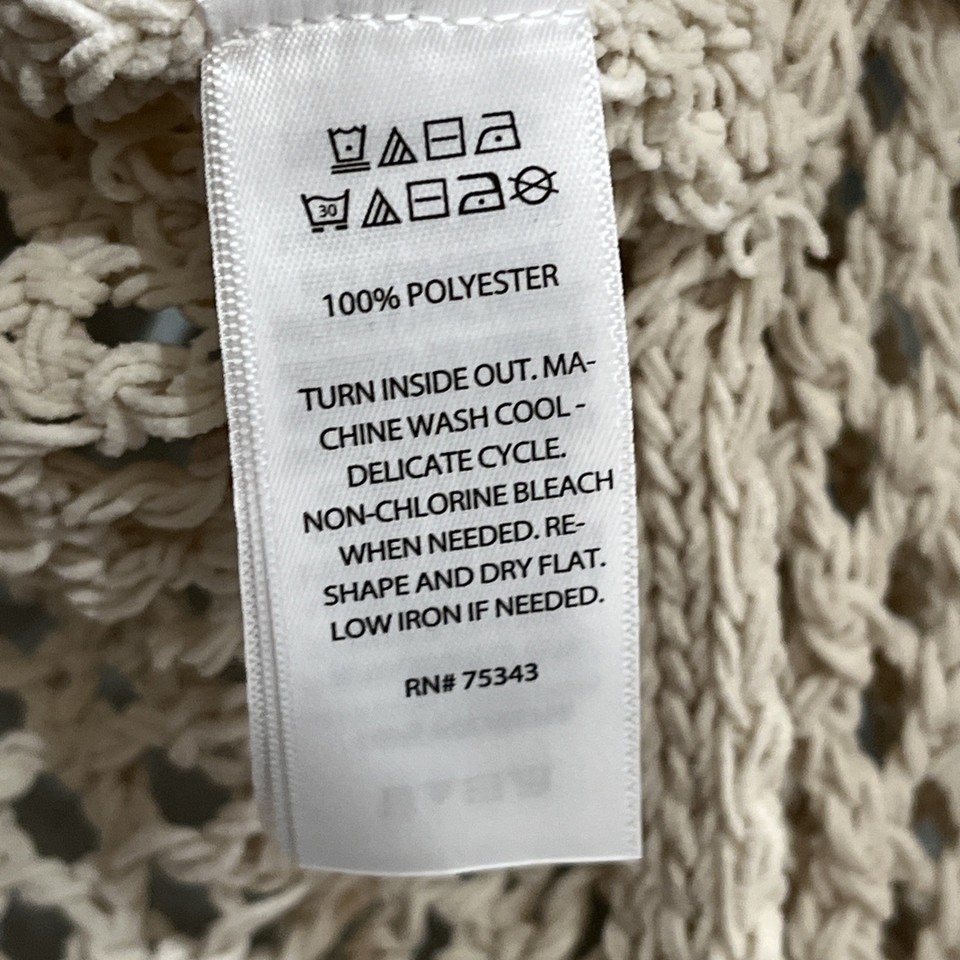 30
100% POLYESTER
TURN INSIDE OUT. MA-
CHINE WASH COOL -
DELICATE CYCLE.
NON-CHLORINE BLEACH
WHEN NEEDED. RE-
SHAPE AND DRY FLAT.
LOW IRON IF NEEDED.
RN# 75343